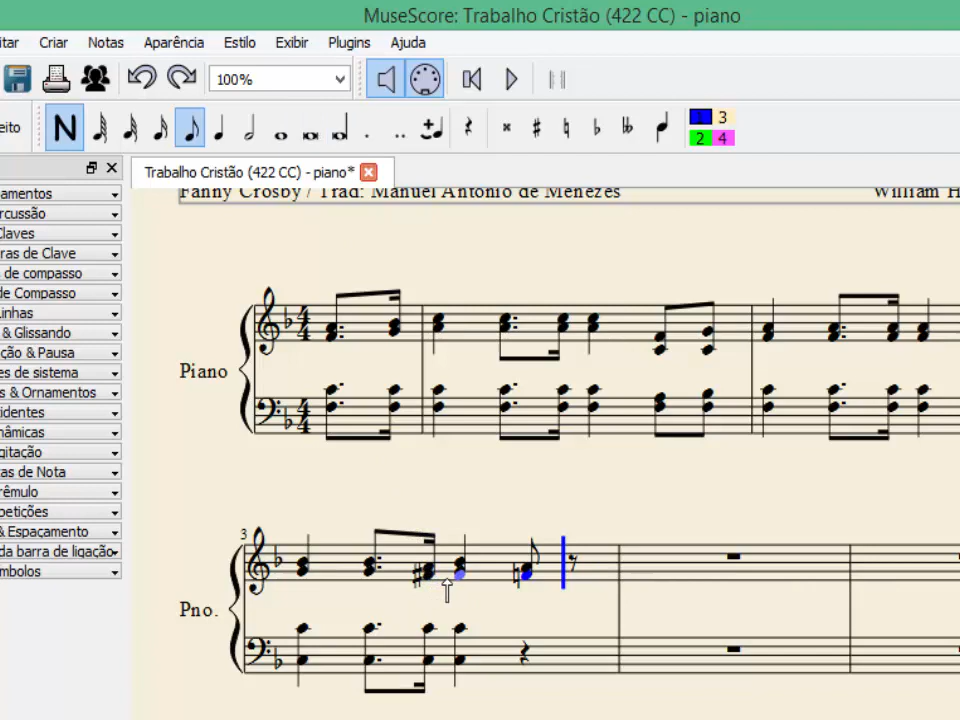 MuseScore: Trabalho Cristão (422 CC) - piano
itar Criar Notas Aparência Estilo Exibir Plugins Ajuda
100%
eito N 1 3
2 4
Trabalho Cristão (422 CC) - piano*
amentos
rcussão
Claves
ras de Clave
de compasso
de Compasso
inhas
& Glissando
ção & Pausa
es de sistema
s & Ornamentos
identes
nâmicas
gitação
as de Nota
rêmulo
petições
& Espaçamento
da barra de ligação
mbolos
Fanny Crosby / Trad: Manuel Antonio de Menezes William H
Piano
3
Pno.